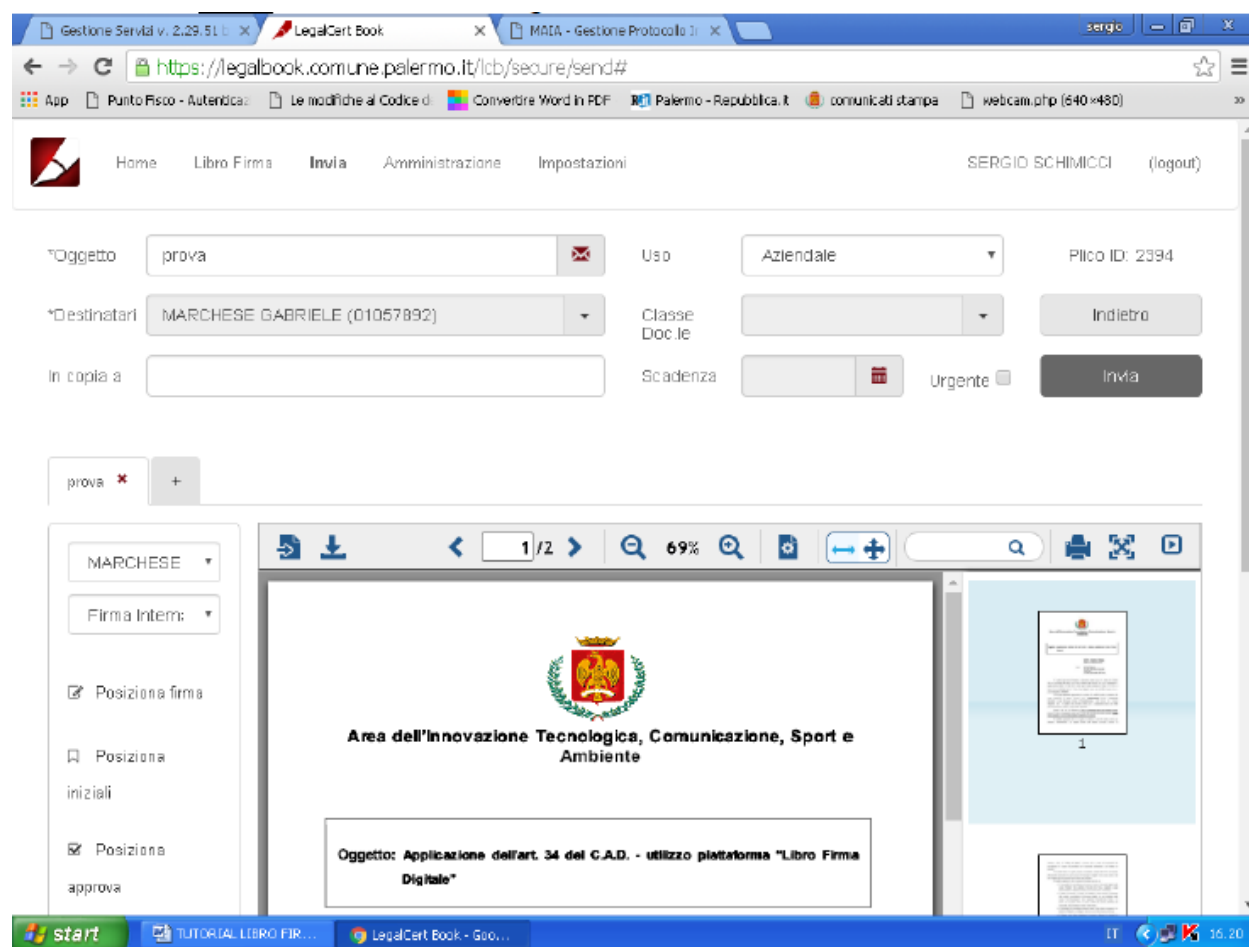 Gestione Servizi v. 2.29.51 b
LegalCert Book
MAIA - Gestione Protocollo I
sergio
https://legalbook.comune.palermo.it/lcb/secure/send#
App Punto Fisco - Autenticaz Le modifiche al Codice d Convertire Word in PDF Palermo - Repubblica.it comunicati stampa webcam.php (640×480) »
Home Libro Firma Invia Amministrazione Impostazioni SERGIO SCHIMICCI (logout)
*Oggetto prova Uso Aziendale Plico ID: 2394
*Destinatari MARCHESE GABRIELE (01057892) Classe Doc.le Indietro
In copia a Scadenza Urgente Invia
prova +
MARCHESE 1 /2 69%
Firma Intern
Posiziona firma
Posiziona
iniziali
Posiziona
approva
Area dell'Innovazione Tecnologica, Comunicazione, Sport e
Ambiente
Oggetto: Applicazione dell'art. 34 del C.A.D. - utilizzo piattaforma "Libro Firma
Digitale"
1
start TUTORIAL LIBRO FIR... LegalCert Book - Goo... IT 16.20